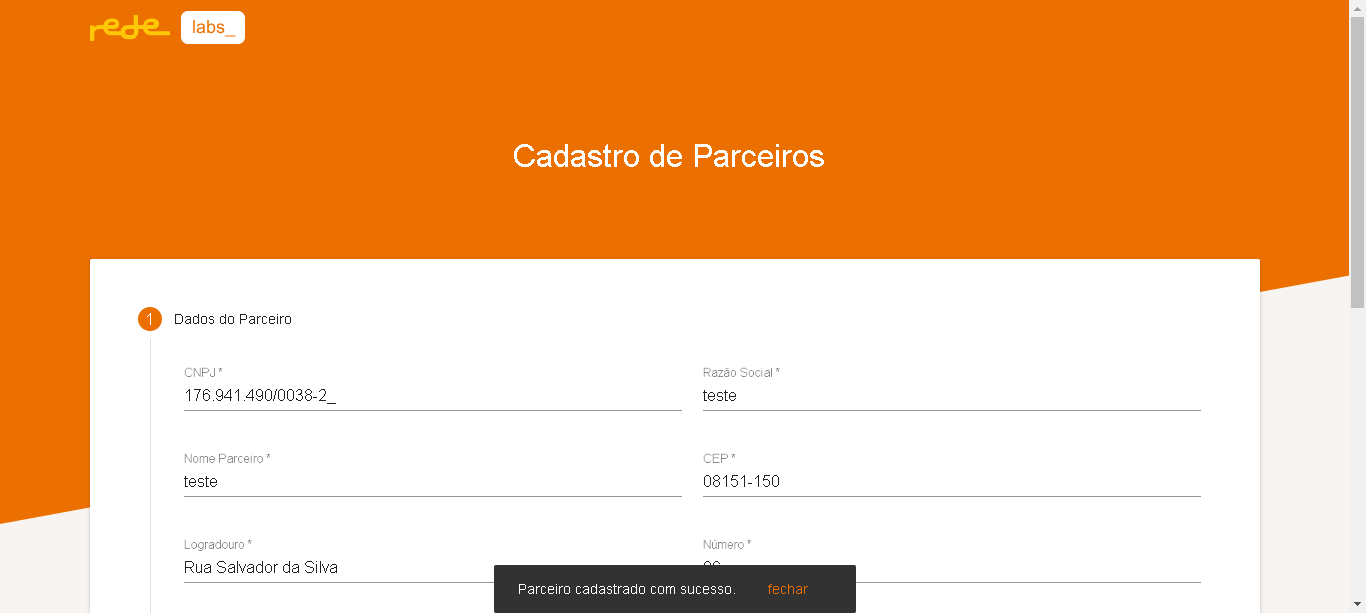 rede labs_
Cadastro de Parceiros
1 Dados do Parceiro
CNPJ * Razão Social *
176.941.490/0038-2_ teste
Nome Parceiro * CEP *
teste 08151-150
Logradouro * Número *
Rua Salvador da Silva
Parceiro cadastrado com sucesso. fechar